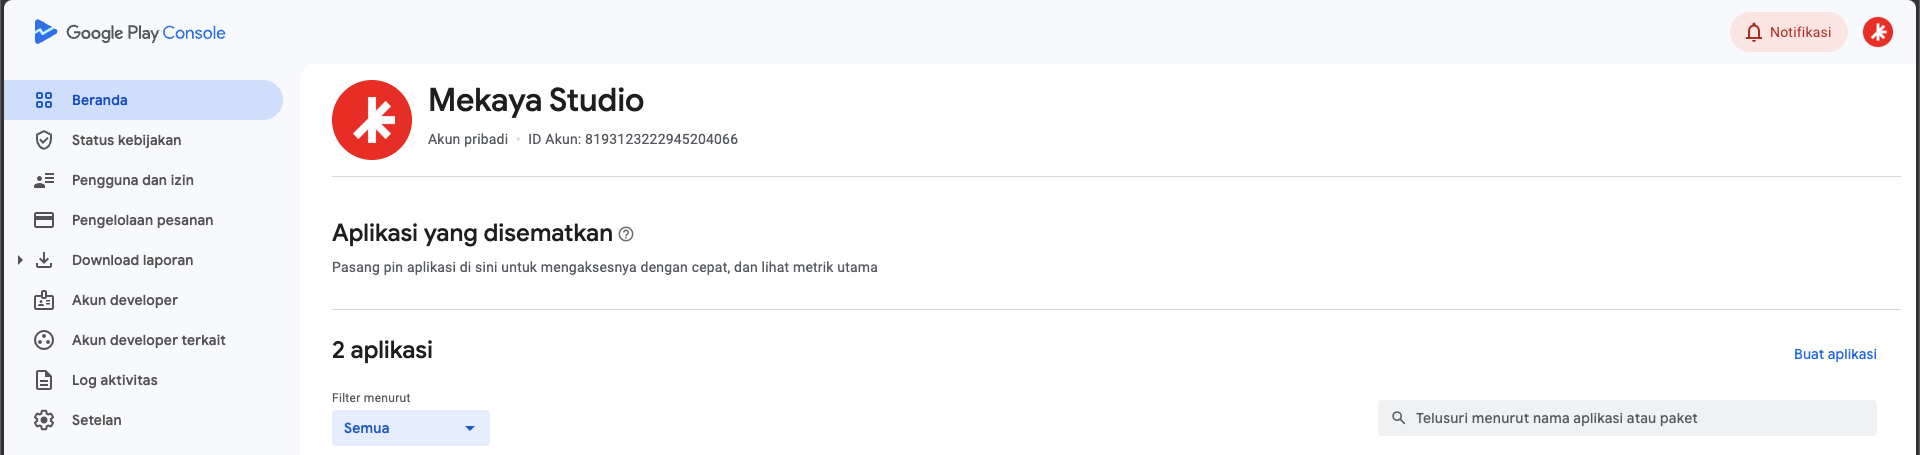 Google Play Console
Notifikasi
Beranda
Status kebijakan
Pengguna dan izin
Pengelolaan pesanan
Download laporan
Akun developer
Akun developer terkait
Log aktivitas
Setelan
Mekaya Studio
Akun pribadi · ID Akun: 8193123222945204066
Aplikasi yang disematkan
Pasang pin aplikasi di sini untuk mengaksesnya dengan cepat, dan lihat metrik utama
2 aplikasi
Buat aplikasi
Filter menurut
Semua
Telusuri menurut nama aplikasi atau paket